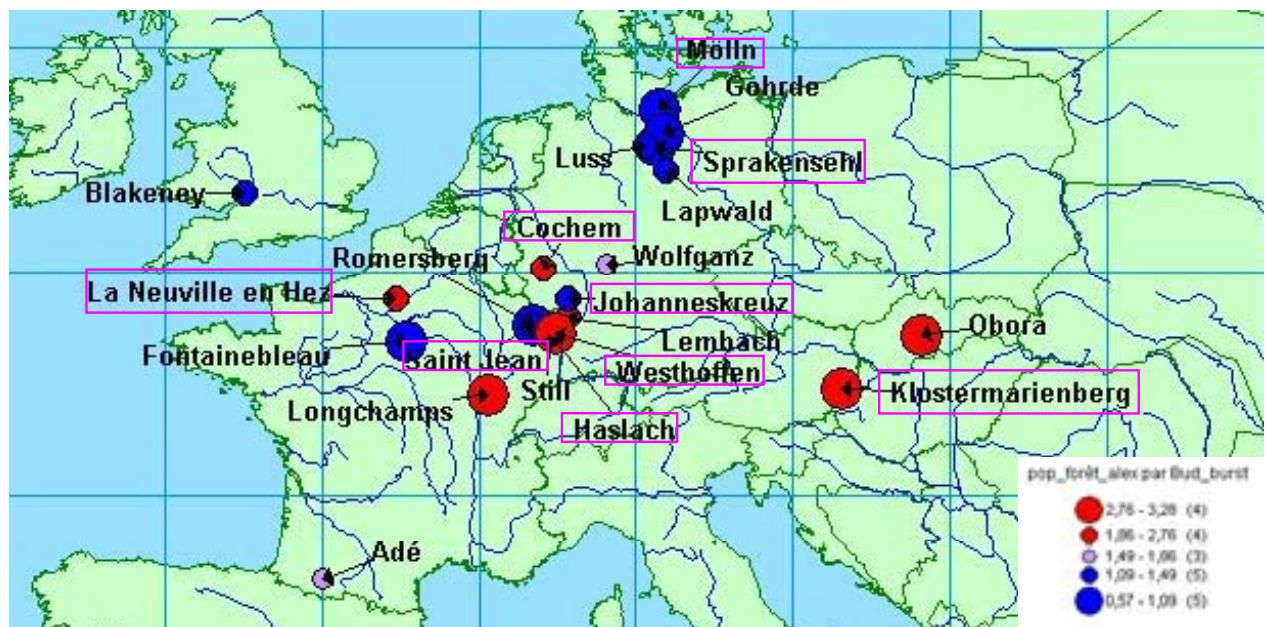 Mölln
Gohrde
Luss
Sprakensehl
Blakeney
Lapwald
Cochem
Romersberg
Wolfganz
La Neuville en Hez
Johanneskreuz
Obora
Lembach
Fontainebleau
Saint Jean
Westhoffen
Still
Klostermarienberg
Longchamps
Haslach
Adé
pop_forêt_alex par Bud_burst
2,76 - 3,28 (4)
1,86 - 2,76 (4)
1,49 - 1,86 (3)
1,09 - 1,49 (5)
0,57 - 1,09 (5)